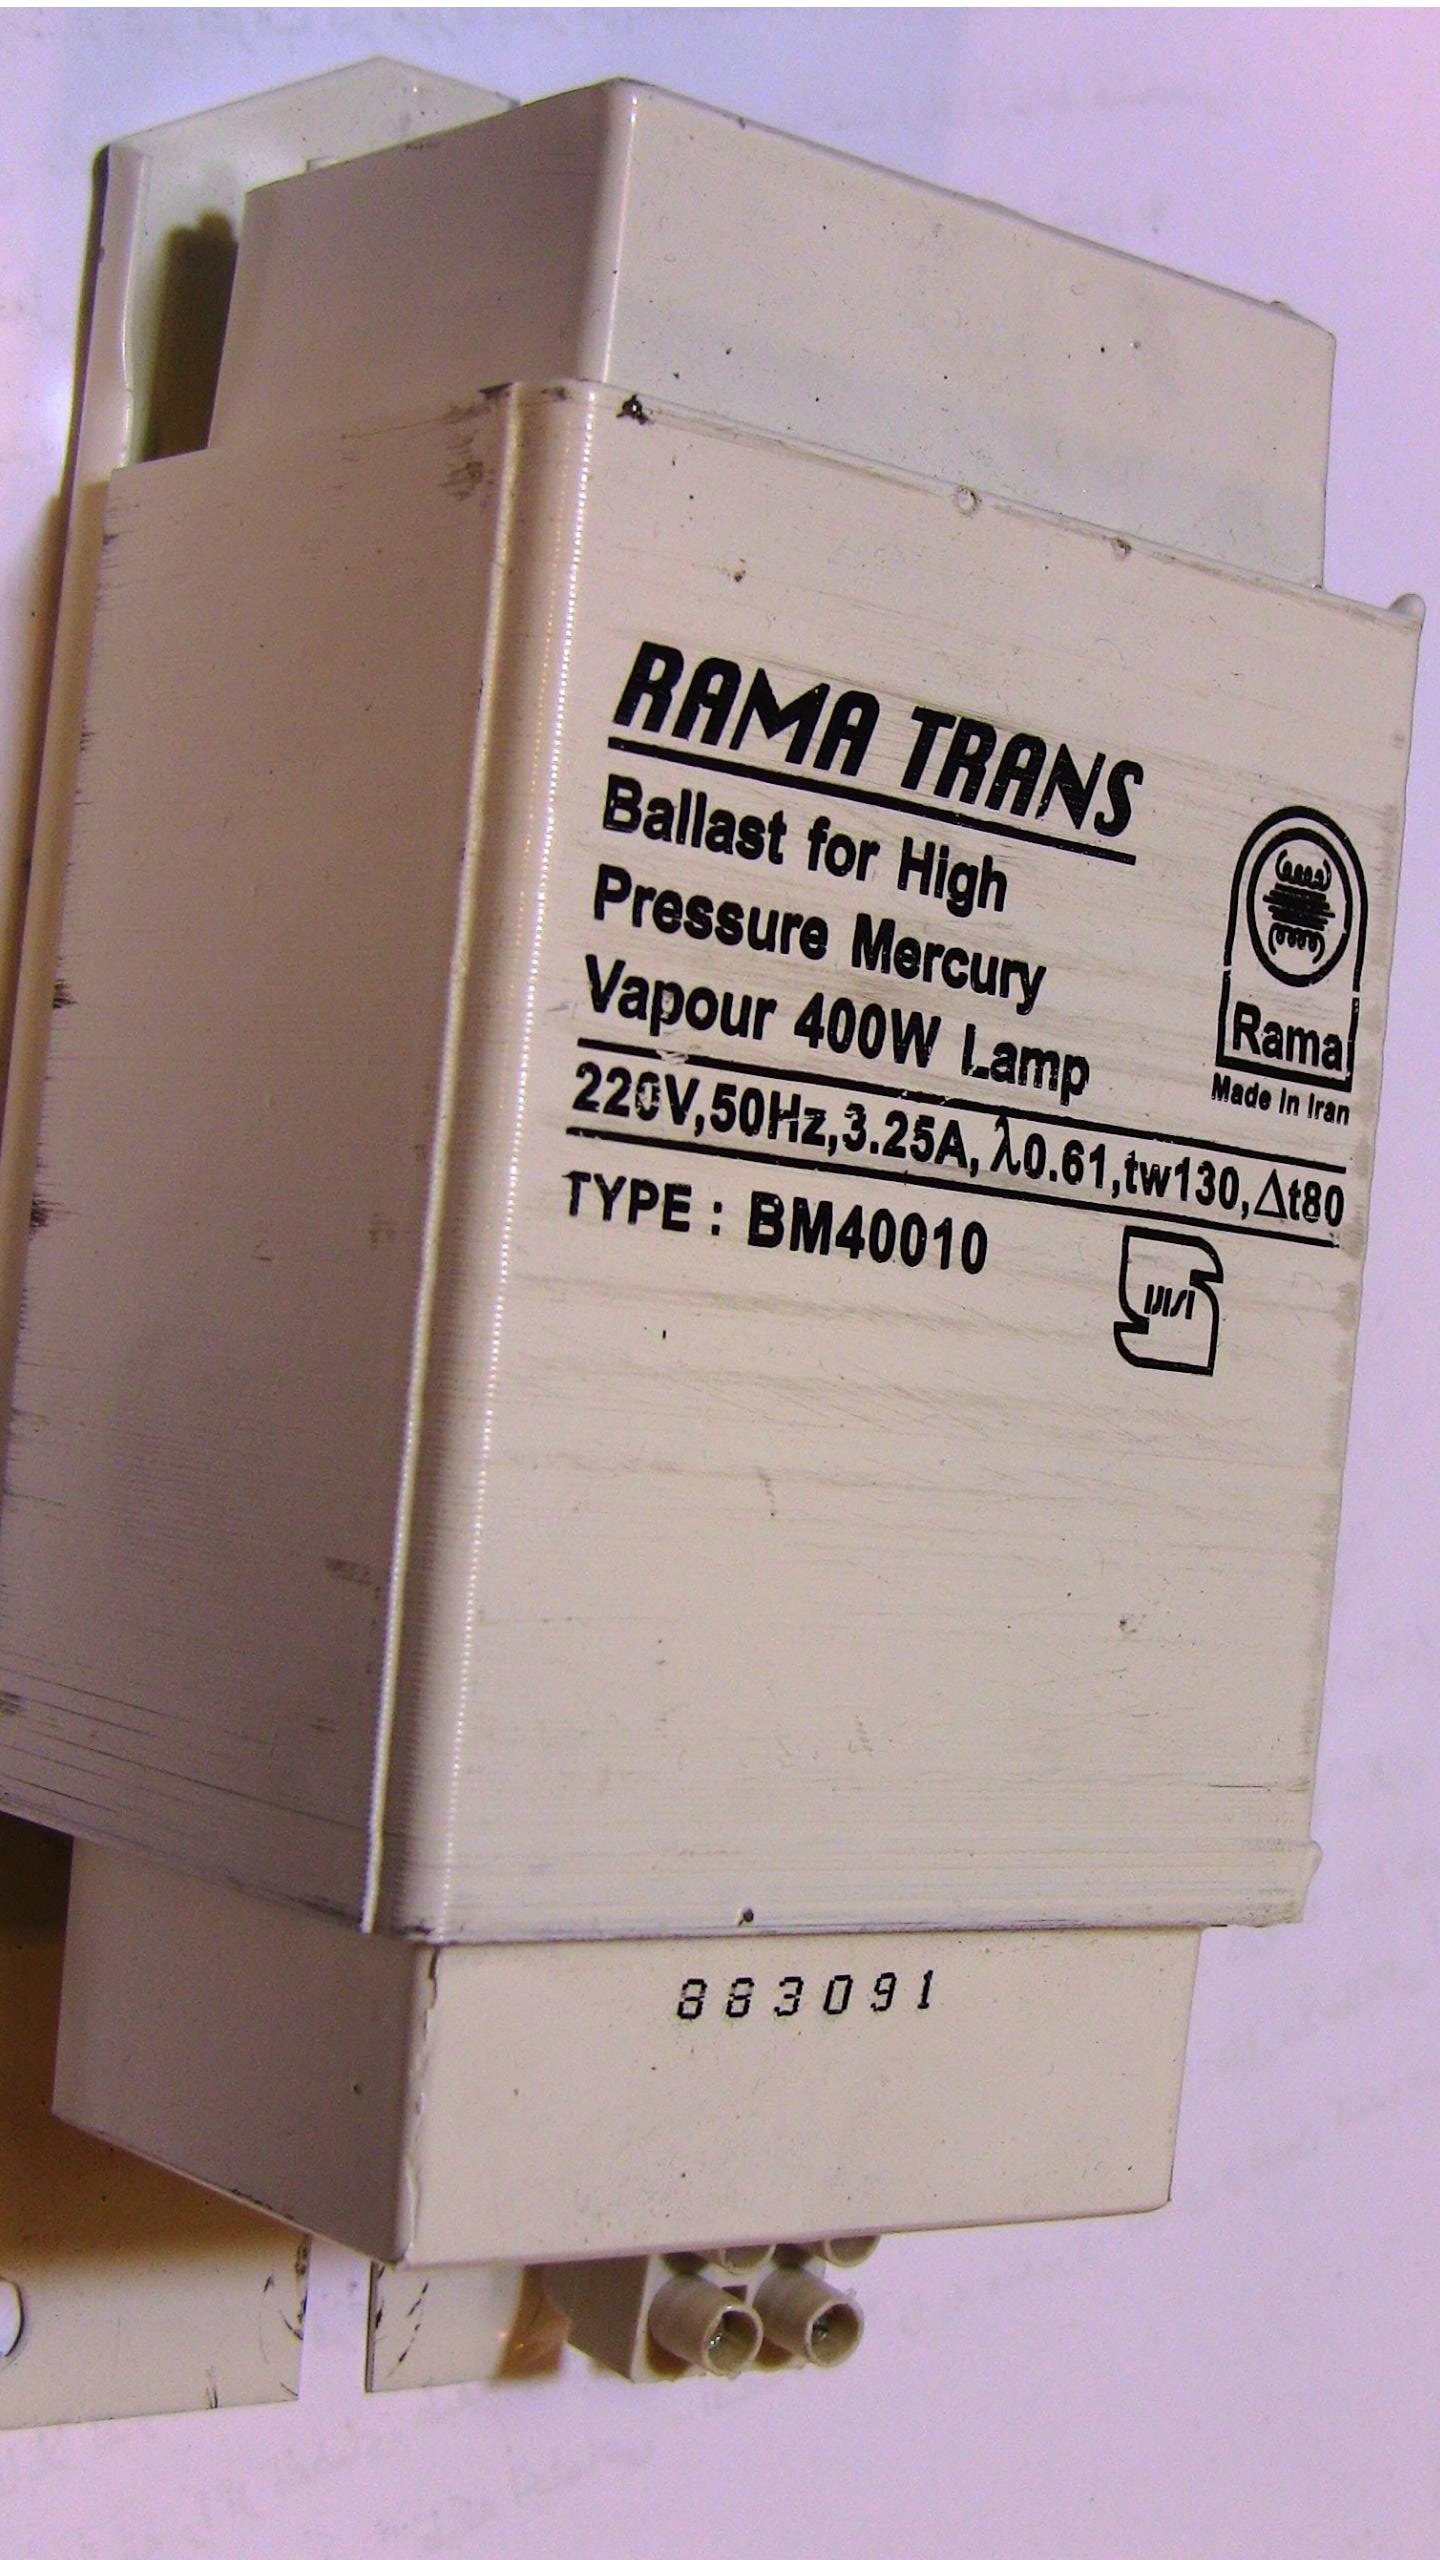 RAMA TRANS
Ballast for High
Pressure Mercury
Vapour 400W Lamp
Rama
Made In Iran
220V,50Hz,3.25A, λ0.61,tw130,Δt80
TYPE : BM40010
883091